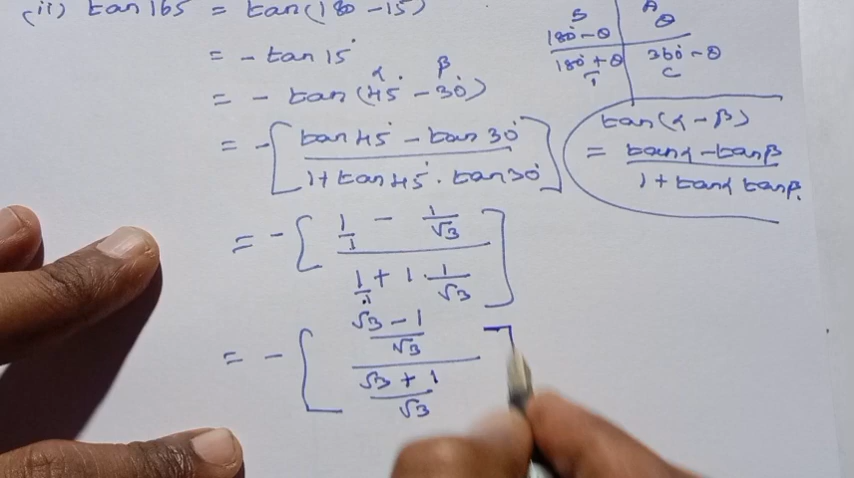 (ii) tan 165 = tan(180 - 15)
= - tan 15°
α β
= - tan(45° - 30°)
= - [ tan 45° - tan 30°
1 + tan 45° . tan 30° ]
= - [ 1/1 - 1/√3
1/1 + 1 . 1/√3 ]
= - [ √3 - 1
√3
√3 + 1
√3
S A
180° - θ θ
180° + θ 360° - θ
T C
tan(α - β)
= tanα - tanβ
1 + tanα tanβ.